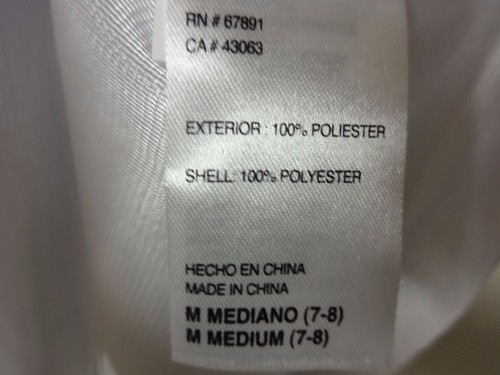 RN # 67891
CA # 43063
EXTERIOR : 100% POLIESTER
SHELL: 100% POLYESTER
HECHO EN CHINA
MADE IN CHINA
M MEDIANO (7-8)
M MEDIUM (7-8)